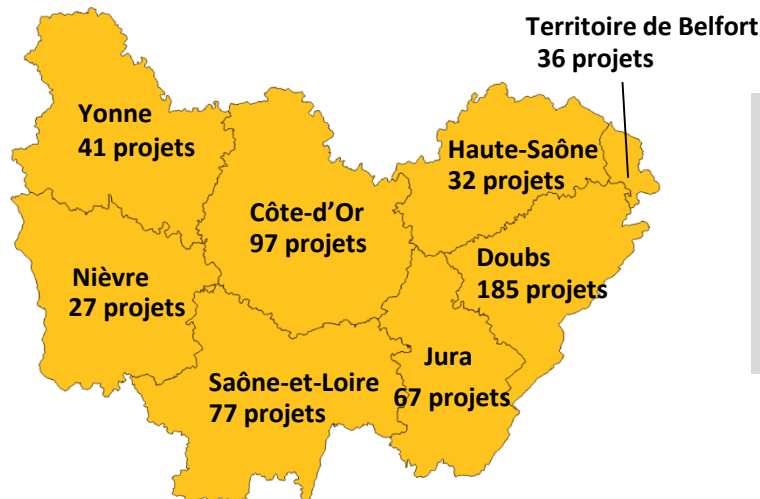 Territoire de Belfort
36 projets
Yonne
41 projets
Haute-Saône
32 projets
Côte-d’Or
97 projets
Doubs
185 projets
Nièvre
27 projets
Jura
67 projets
Saône-et-Loire
77 projets